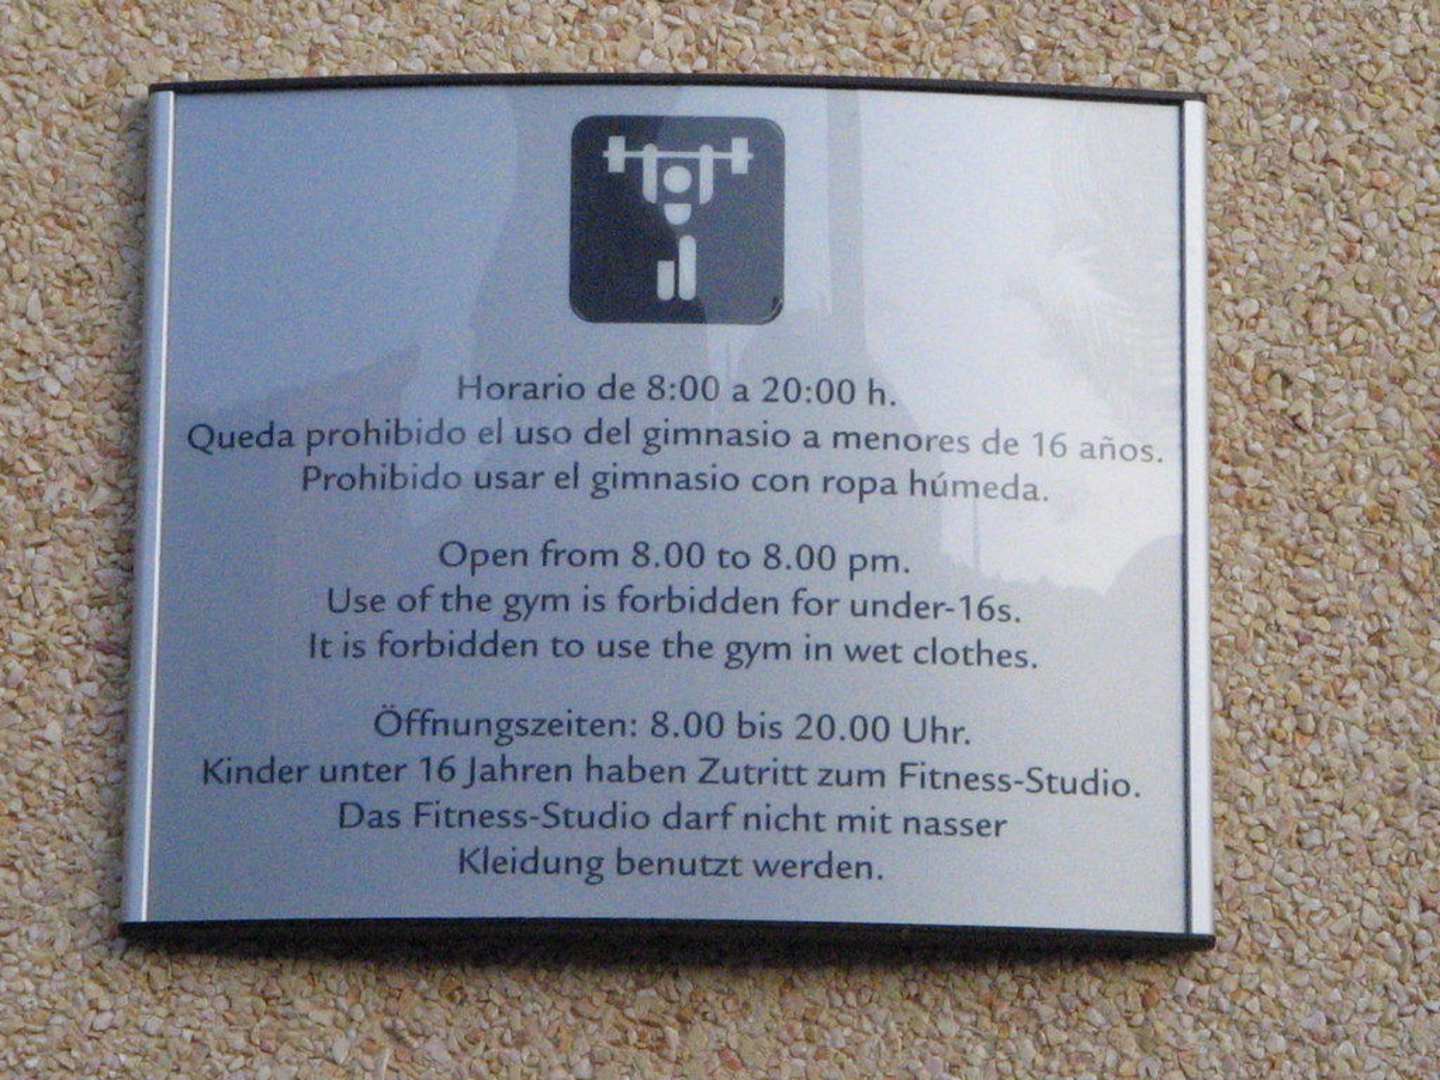 Horario de 8:00 a 20:00 h.
Queda prohibido el uso del gimnasio a menores de 16 años.
Prohibido usar el gimnasio con ropa húmeda.
Open from 8.00 to 8.00 pm.
Use of the gym is forbidden for under-16s.
It is forbidden to use the gym in wet clothes.
Öffnungszeiten: 8.00 bis 20.00 Uhr.
Kinder unter 16 Jahren haben Zutritt zum Fitness-Studio.
Das Fitness-Studio darf nicht mit nasser
Kleidung benutzt werden.